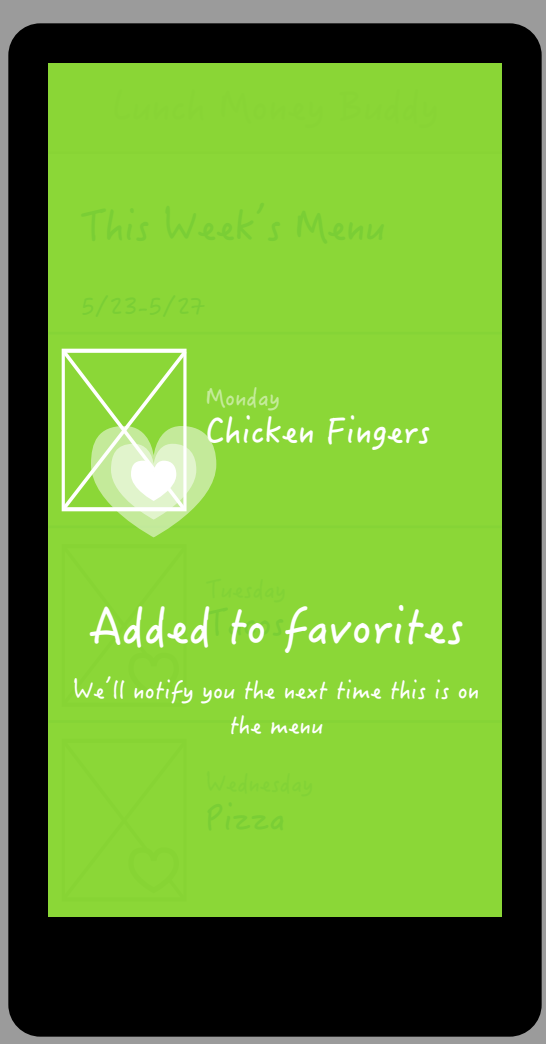 Lunch Money Buddy
This Week's Menu
5/23-5/27
Monday
Chicken Fingers
Tuesday
Tacos
Added to favorites
We'll notify you the next time this is on
the menu
Wednesday
Pizza